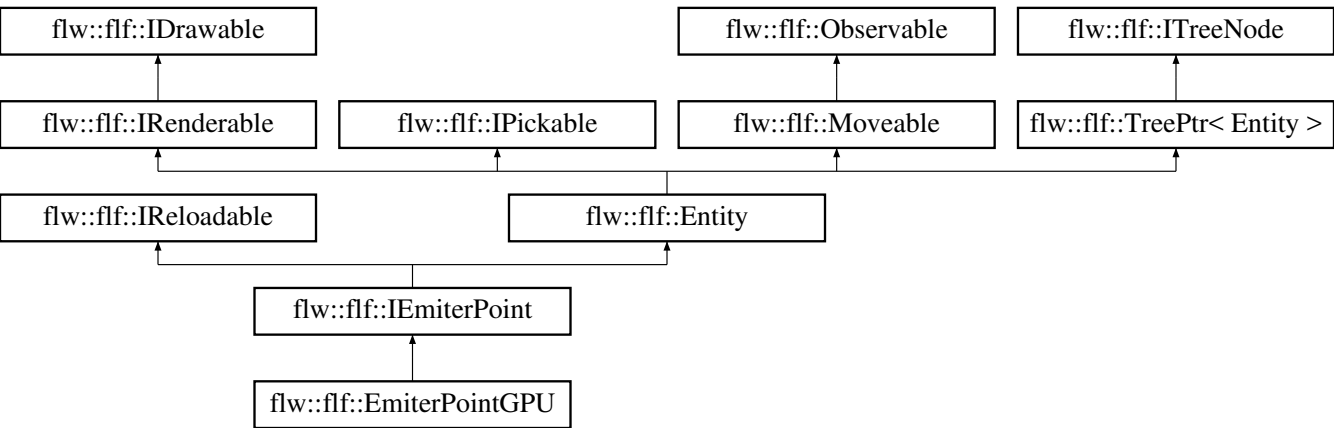 flw::flf::IDrawable
flw::flf::Observable
flw::flf::ITreeNode
flw::flf::IRenderable
flw::flf::IPickable
flw::flf::Moveable
flw::flf::TreePtr< Entity >
flw::flf::IReloadable
flw::flf::Entity
flw::flf::IEmiterPoint
flw::flf::EmiterPointGPU